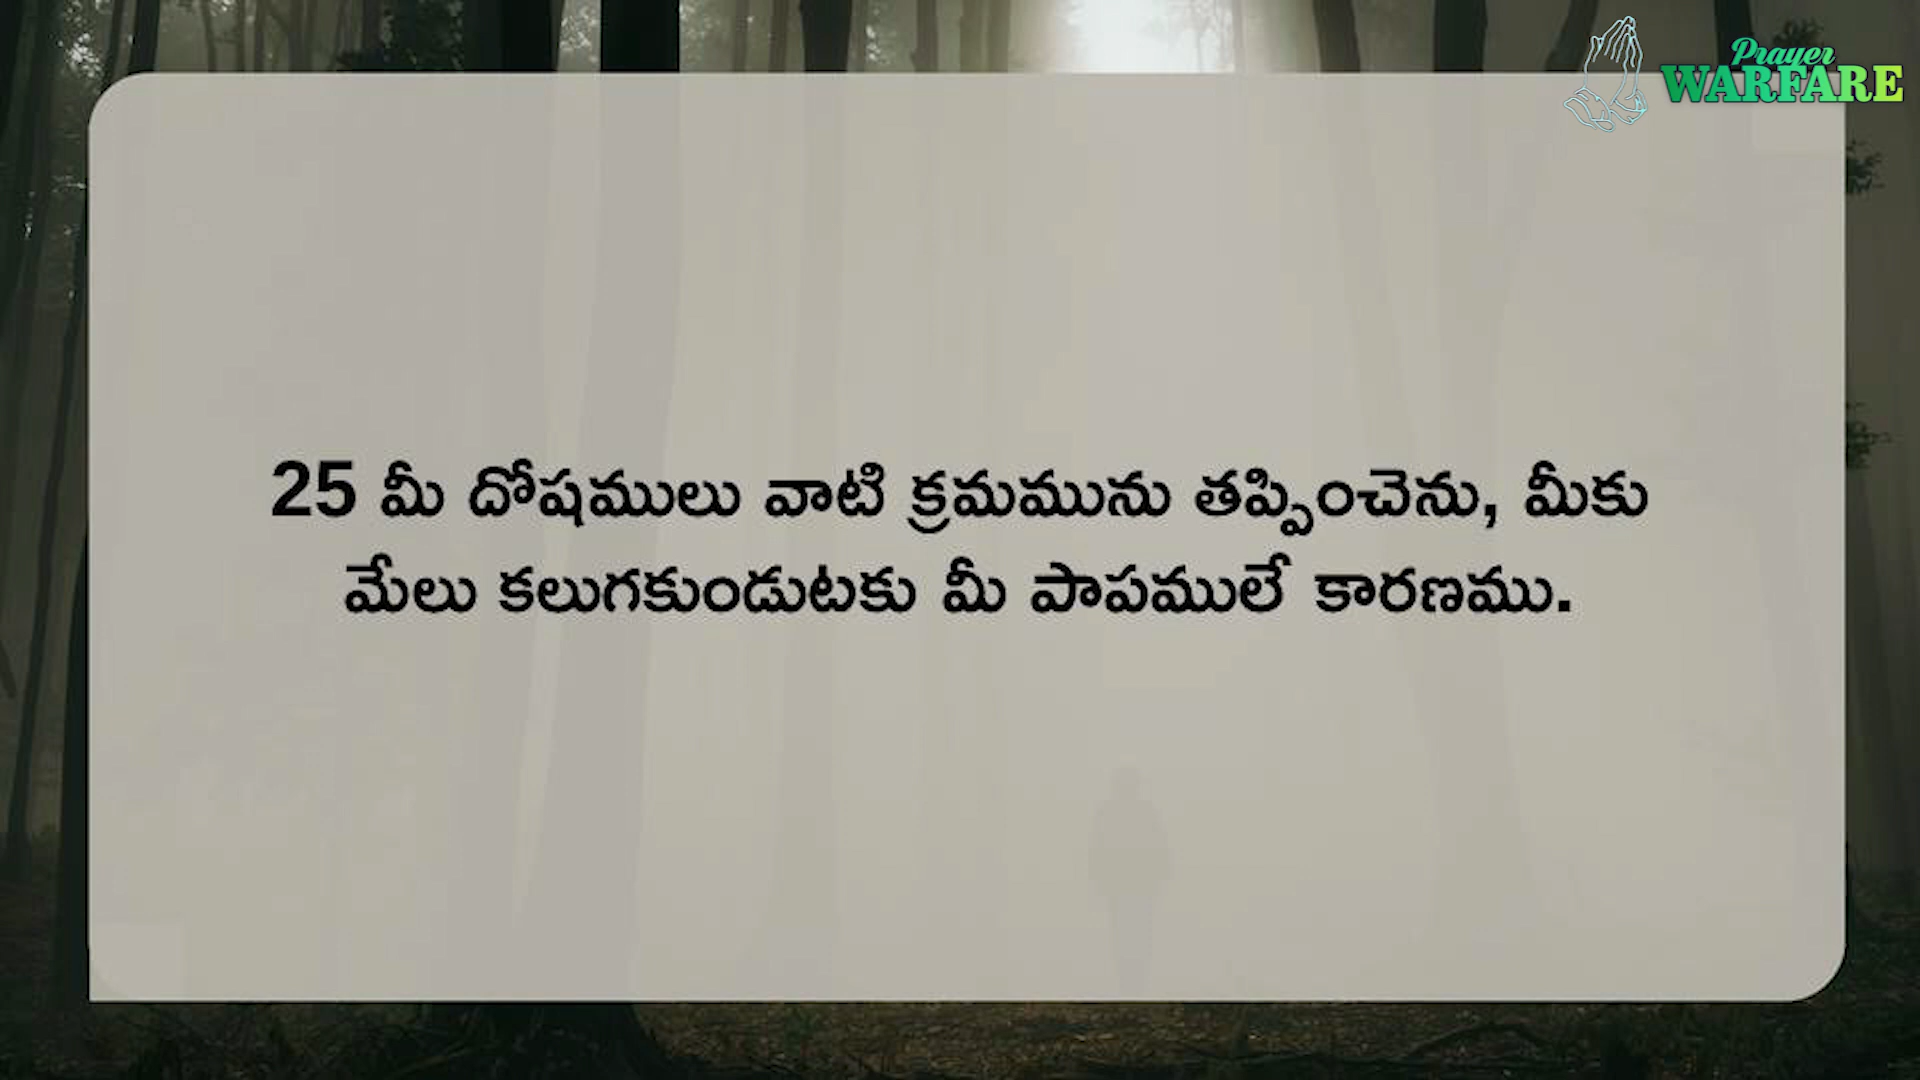 Prayer
WARFARE
25 మీ దోషములు వాటి క్రమమును తప్పించెను, మీకు
మేలు కలుగకుండుటకు మీ పాపములే కారణము.